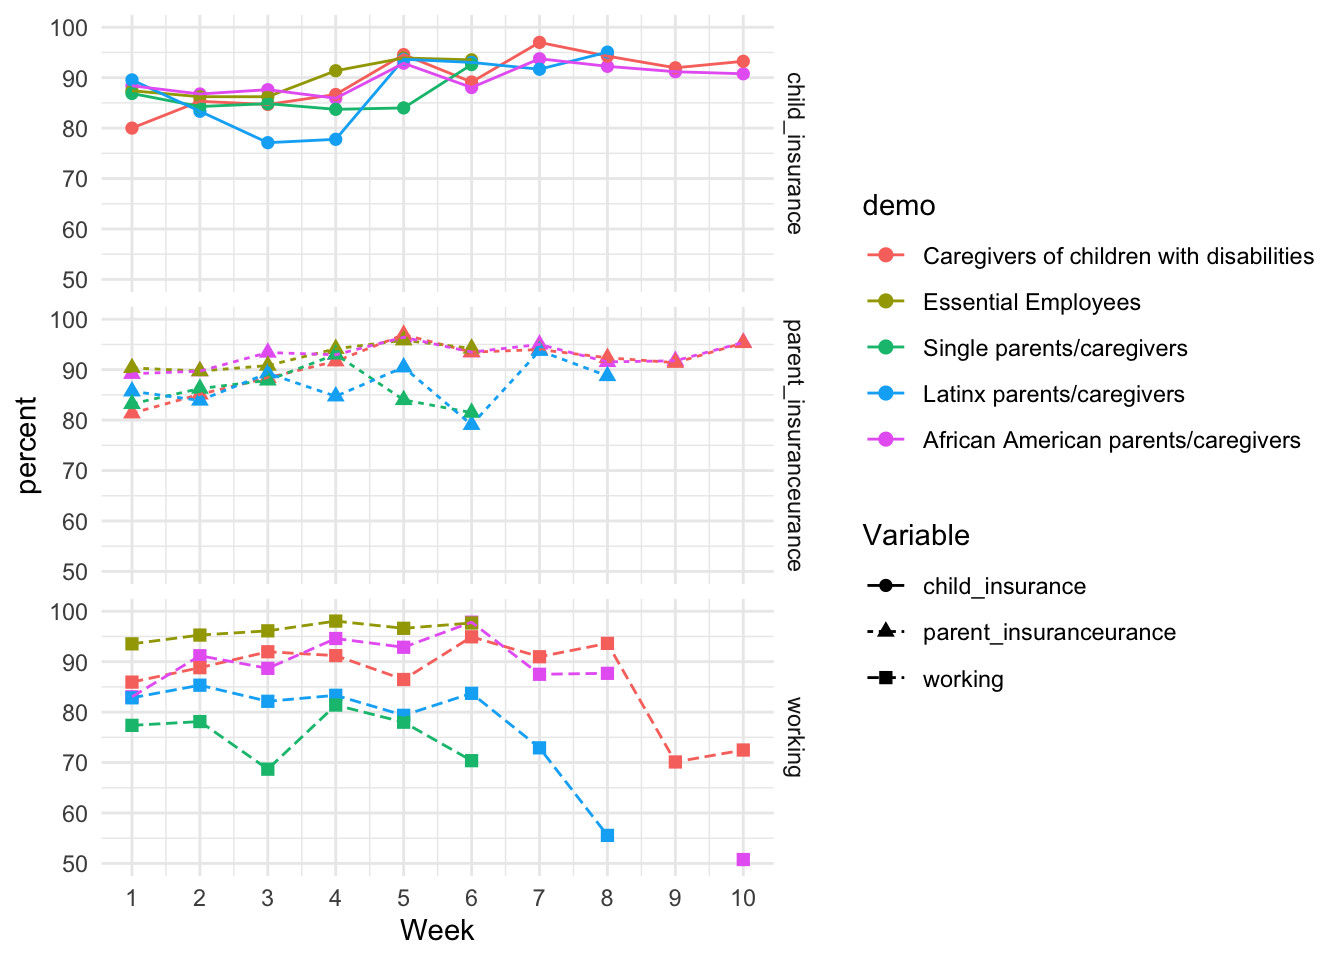 100
90
80
70
60
50
child_insurance
100
90
80
70
60
50
parent_insuranceurance
100
90
80
70
60
50
working
percent
1 2 3 4 5 6 7 8 9 10
Week
demo
Caregivers of children with disabilities
Essential Employees
Single parents/caregivers
Latinx parents/caregivers
African American parents/caregivers
Variable
child_insurance
parent_insuranceurance
working